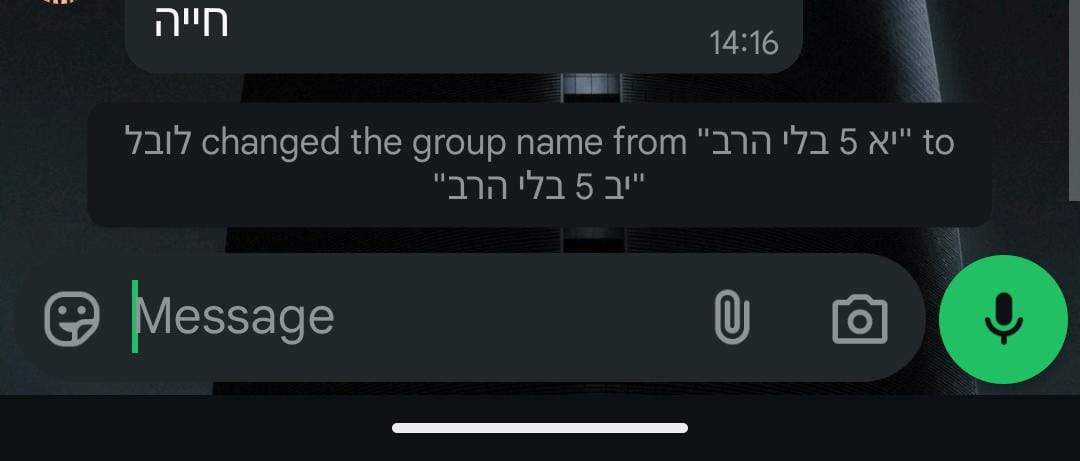 חייה
14:16
לובל changed the group name from "יא 5 בלי הרב" to
"יב 5 בלי הרב"
Message